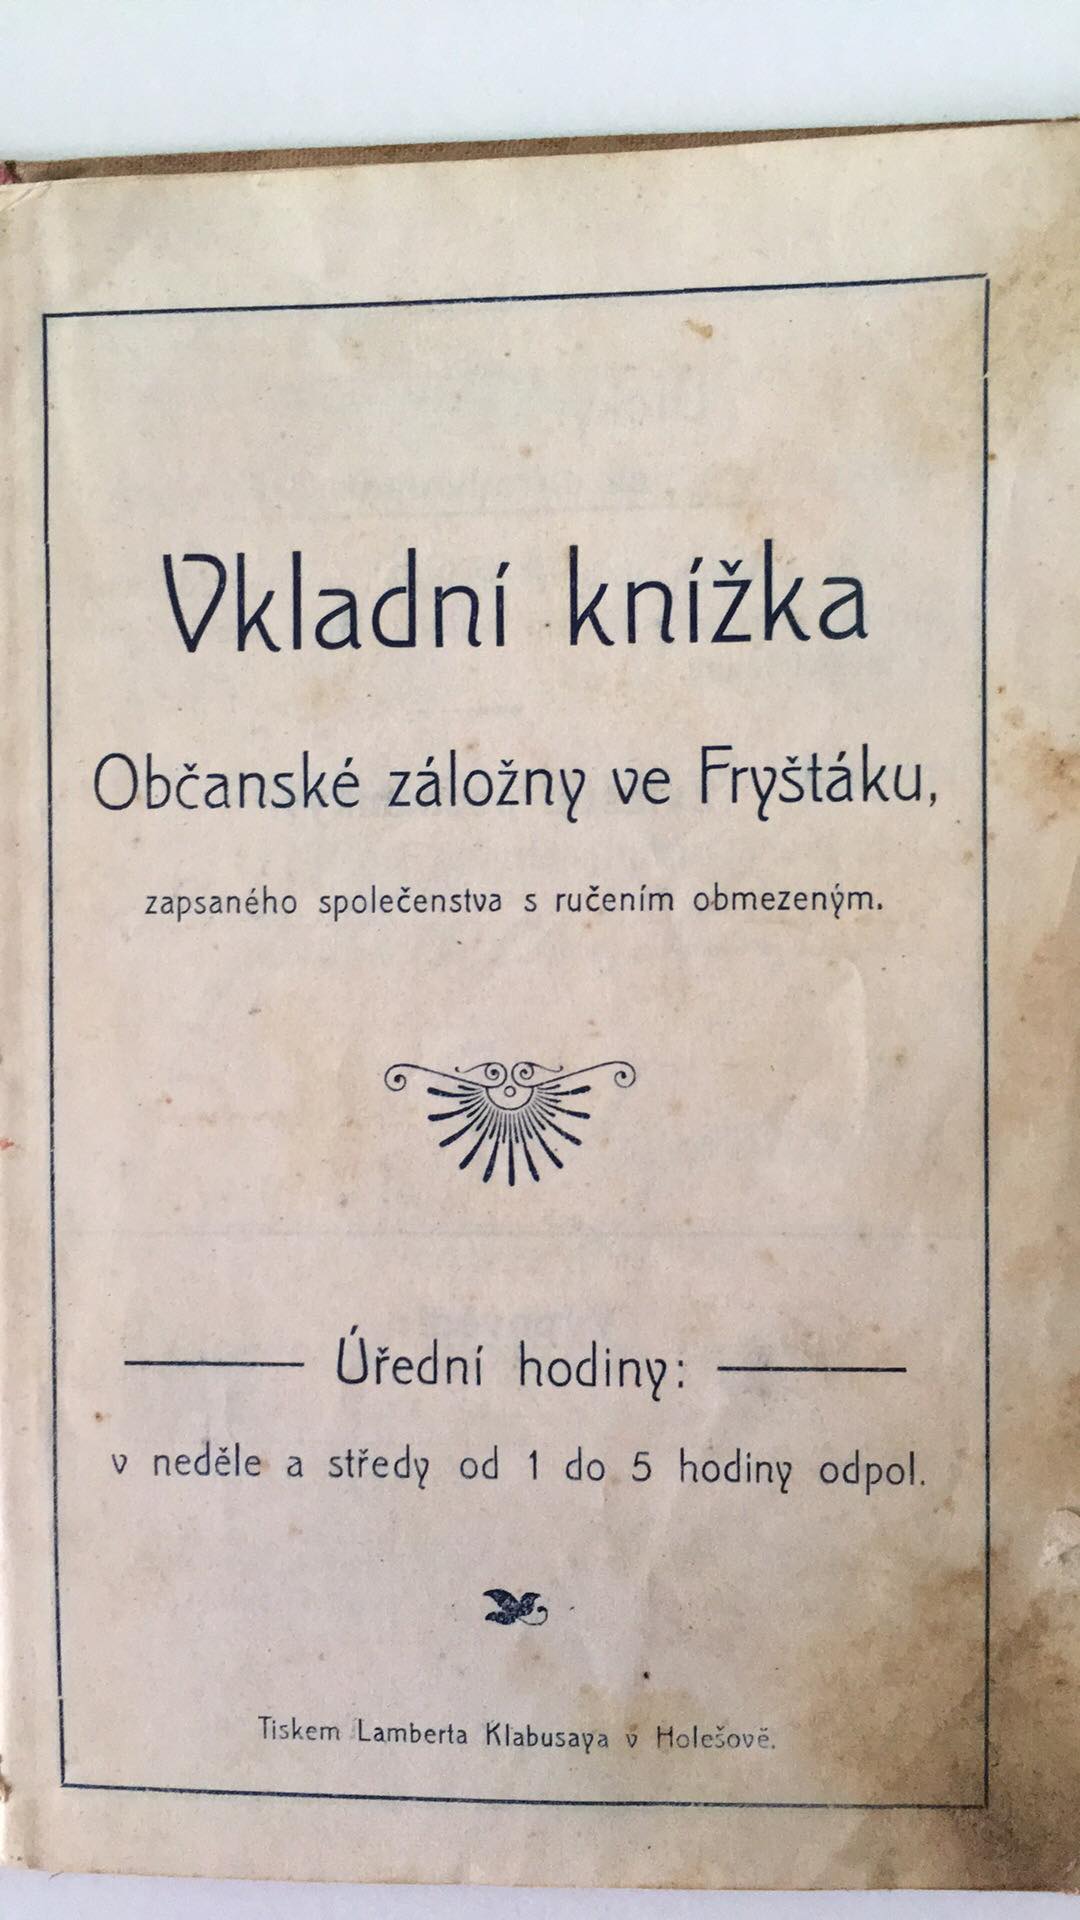 Vkladní knížka
Občanské záložny ve Fryštáku,
zapsaného společenstva s ručením obmezeným.
Úřední hodiny:
v neděle a středy od 1 do 5 hodiny odpol.
Tiskem Lamberta Klabusaya v Holešově.